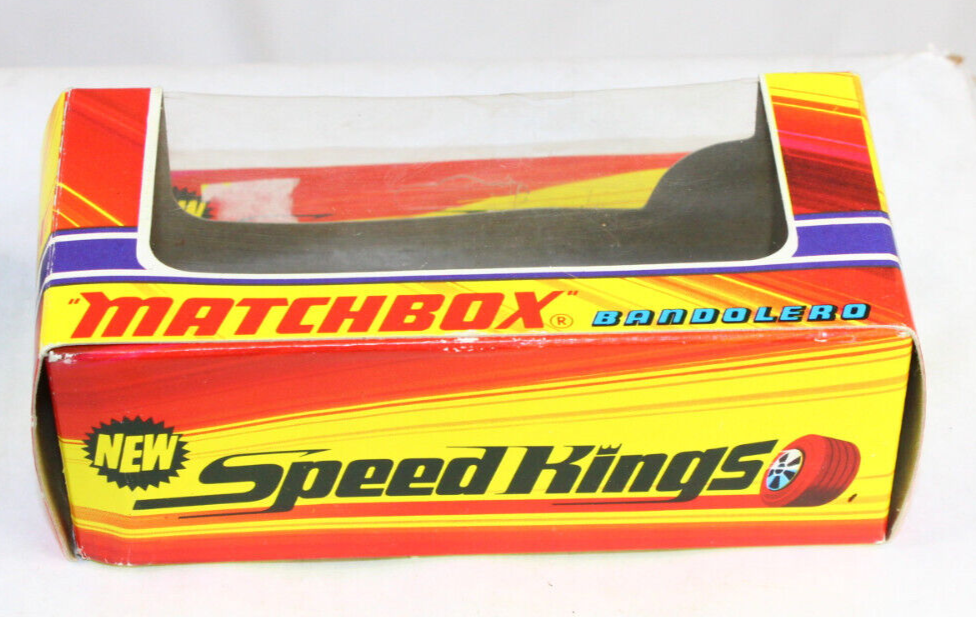 "MATCHBOX"® BANDOLERO
NEW
Speed Kings